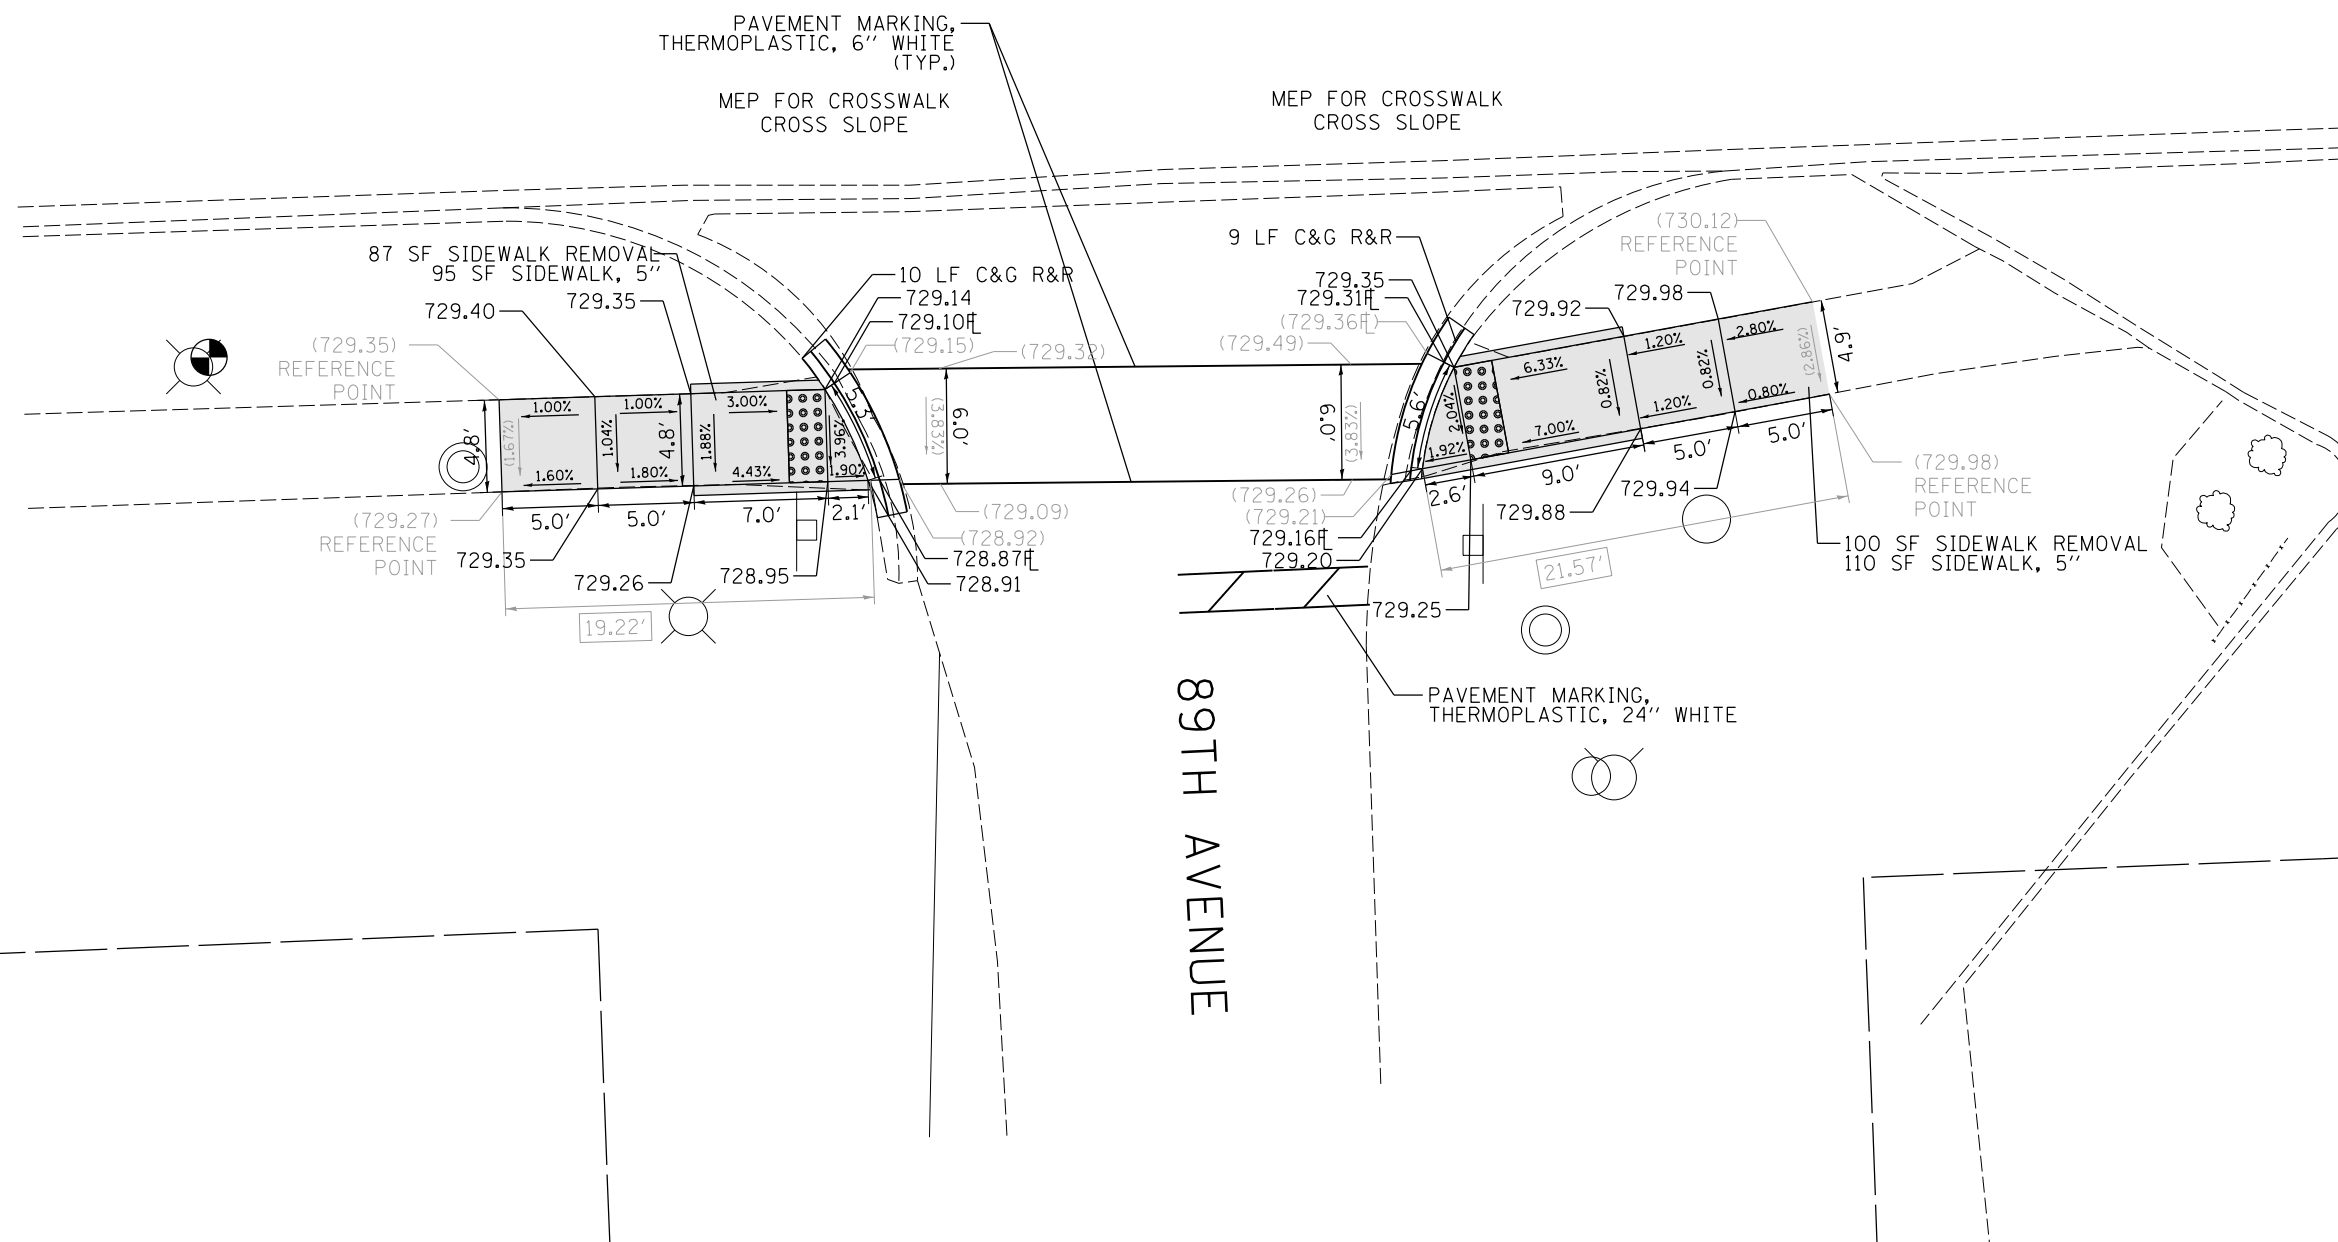 PAVEMENT MARKING,
THERMOPLASTIC, 6" WHITE
(TYP.)
MEP FOR CROSSWALK
CROSS SLOPE
MEP FOR CROSSWALK
CROSS SLOPE
87 SF SIDEWALK REMOVAL
95 SF SIDEWALK, 5"
729.35
729.40
(729.35)
REFERENCE
POINT
10 LF C&G R&R
729.14
729.10FL
(729.15)
(729.32)
9 LF C&G R&R
729.35
729.31FL
(729.36FL)
(729.49)
(730.12)
REFERENCE
POINT
729.98
729.92
4.8'
(1.67%)
1.00%
1.60%
1.04%
1.00%
1.80%
4.8'
1.88%
3.00%
4.43%
3.96%
1.90%
5.3'
(3.83%)
6.0'
6.0'
(3.83%)
5.6'
2.04%
1.92%
6.33%
7.00%
0.82%
1.20%
1.20%
0.82%
2.80%
0.80%
(2.86%)
4.9'
5.0'
5.0'
7.0'
2.1'
2.6'
9.0'
5.0'
5.0'
(729.27)
REFERENCE
POINT
729.35
729.26
728.95
19.22'
(729.09)
(728.92)
728.87FL
728.91
(729.26)
(729.21)
729.16FL
729.20
729.25
729.88
729.94
21.57'
(729.98)
REFERENCE
POINT
100 SF SIDEWALK REMOVAL
110 SF SIDEWALK, 5"
PAVEMENT MARKING,
THERMOPLASTIC, 24" WHITE
89TH AVENUE